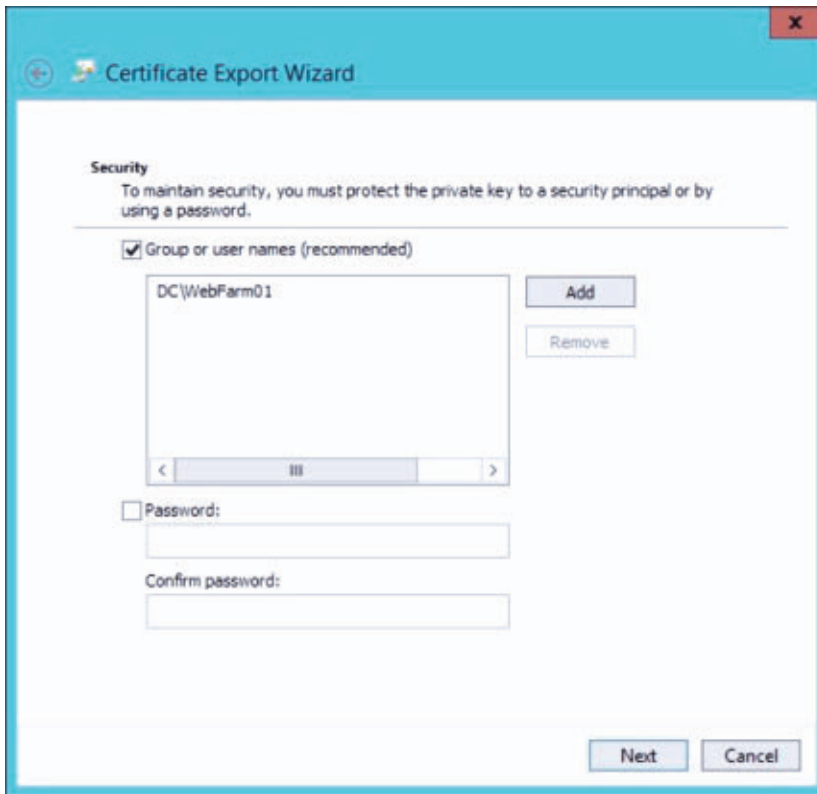 x
Certificate Export Wizard
Security
To maintain security, you must protect the private key to a security principal or by
using a password.
Group or user names (recommended)
DC\WebFarm01
Add
Remove
Password:
Confirm password:
Next
Cancel